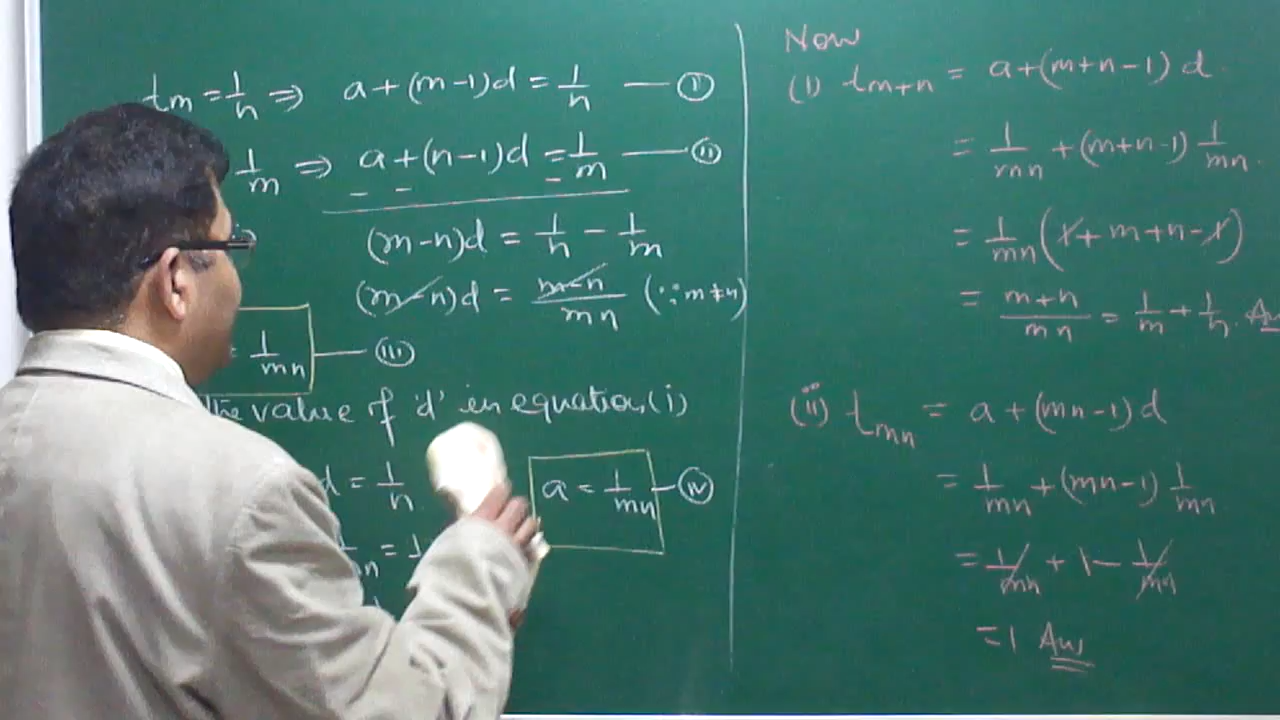 tm = 1/n ⇒ a+(m-1)d = 1/n — (i)
1/m ⇒ a+(n-1)d = 1/m — (ii)
- - -
(m-n)d = 1/n - 1/m
(m-n)d = m-n/mn (∵ m≠n)
= 1/mn — (iii)
the value of 'd' in equation (i)
d = 1/n
a = 1/mn — (iv)
= 1
Now
(i) tm+n = a+(m+n-1) d.
= 1/mn + (m+n-1) 1/mn.
= 1/mn (1+m+n-1)
= m+n/mn = 1/m + 1/n.
(ii) tmn = a+(mn-1)d
= 1/mn + (mn-1) 1/mn
= 1/mn + 1 - 1/mn
= 1 Ans